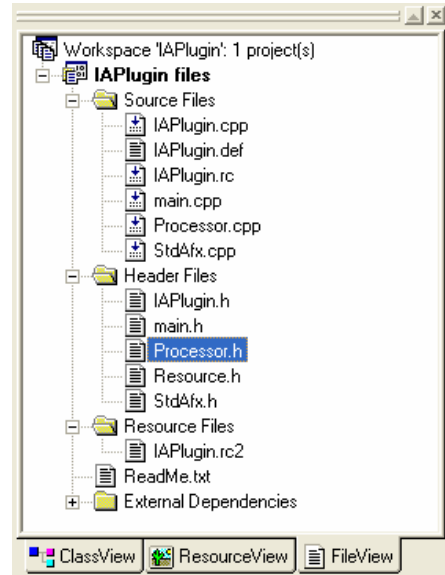 Workspace 'IAPlugin': 1 project(s)
IAPlugin files
Source Files
IAPlugin.cpp
IAPlugin.def
IAPlugin.rc
main.cpp
Processor.cpp
StdAfx.cpp
Header Files
IAPlugin.h
main.h
Processor.h
Resource.h
StdAfx.h
Resource Files
IAPlugin.rc2
ReadMe.txt
External Dependencies
ClassView ResourceView FileView